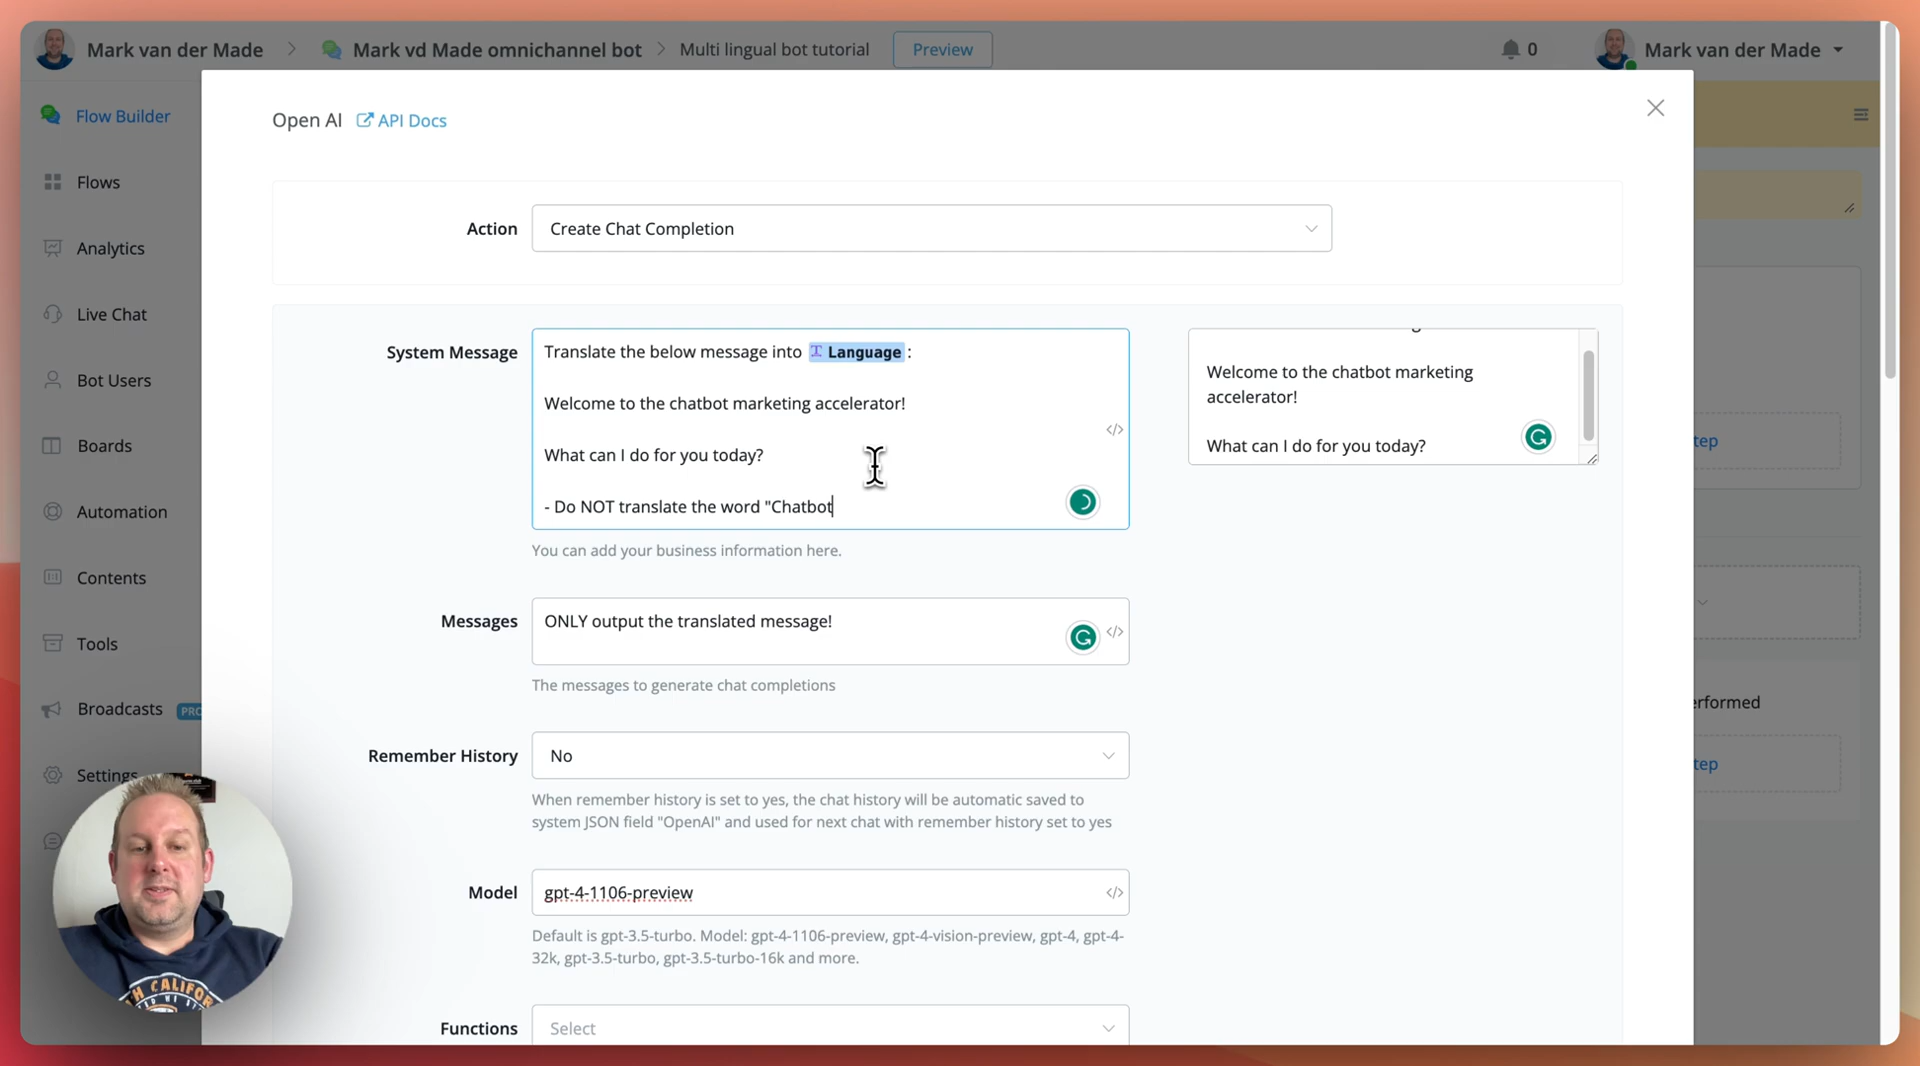 Mark van der Made > Mark vd Made omnichannel bot > Multi lingual bot tutorial Preview 0 Mark van der Made
Flow Builder
Flows
Analytics
Live Chat
Bot Users
Boards
Automation
Contents
Tools
Broadcasts
Settings
Open AI API Docs
Action Create Chat Completion
System Message
Translate the below message into Language :
Welcome to the chatbot marketing accelerator!
What can I do for you today?
- Do NOT translate the word "Chatbot
You can add your business information here.
Welcome to the chatbot marketing
accelerator!
What can I do for you today?
Messages ONLY output the translated message!
The messages to generate chat completions
Remember History No
When remember history is set to yes, the chat history will be automatic saved to
system JSON field "OpenAI" and used for next chat with remember history set to yes
Model gpt-4-1106-preview
Default is gpt-3.5-turbo. Model: gpt-4-1106-preview, gpt-4-vision-preview, gpt-4, gpt-4-
32k, gpt-3.5-turbo, gpt-3.5-turbo-16k and more.
Functions Select
tep
erformed
tep